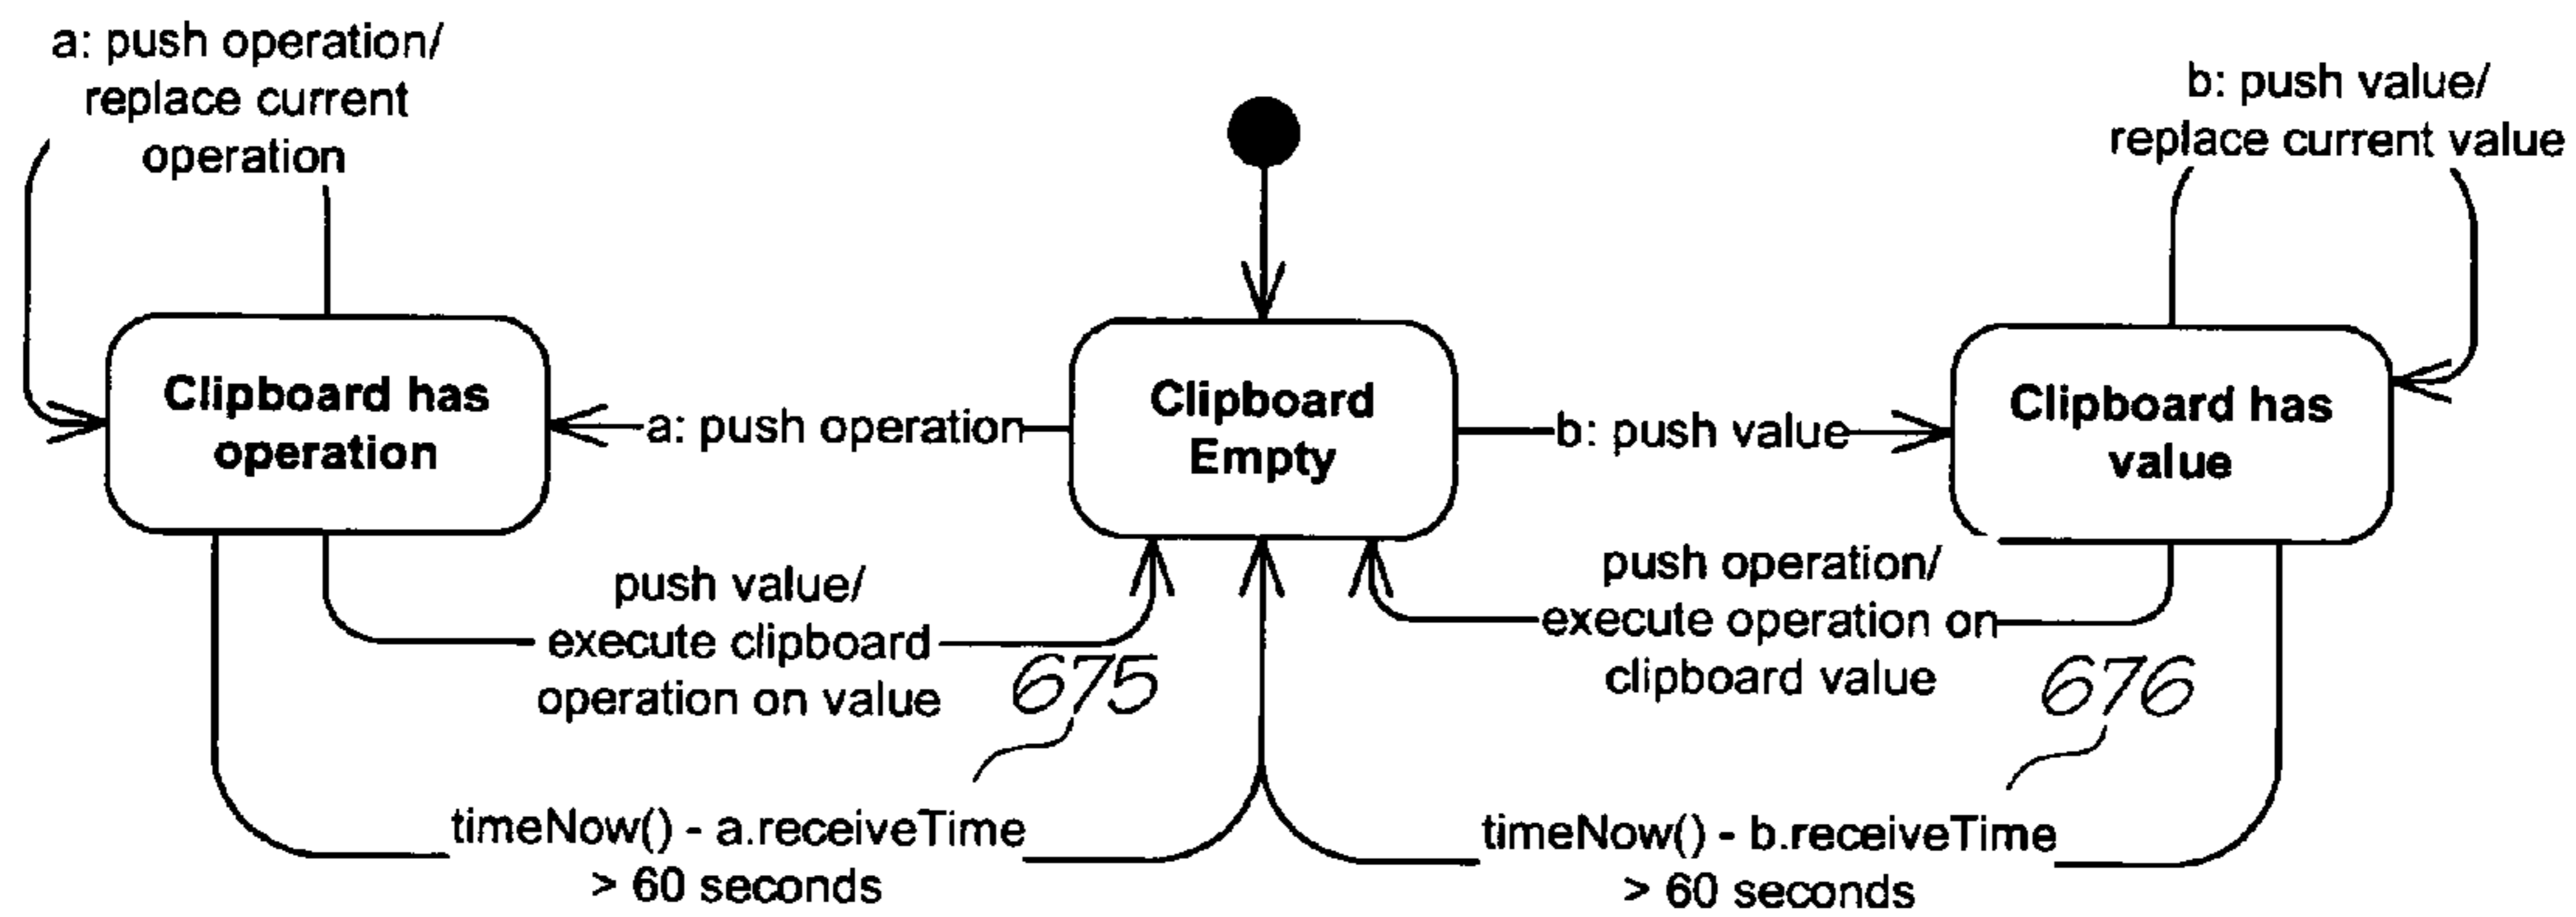 a: push operation/
replace current
operation
b: push value/
replace current value
Clipboard has
operation
a: push operation
Clipboard
Empty
b: push value
Clipboard has
value
push value/
execute clipboard
operation on value
675
push operation/
execute operation on
clipboard value
676
timeNow() - a.receiveTime
> 60 seconds
timeNow() - b.receiveTime
> 60 seconds